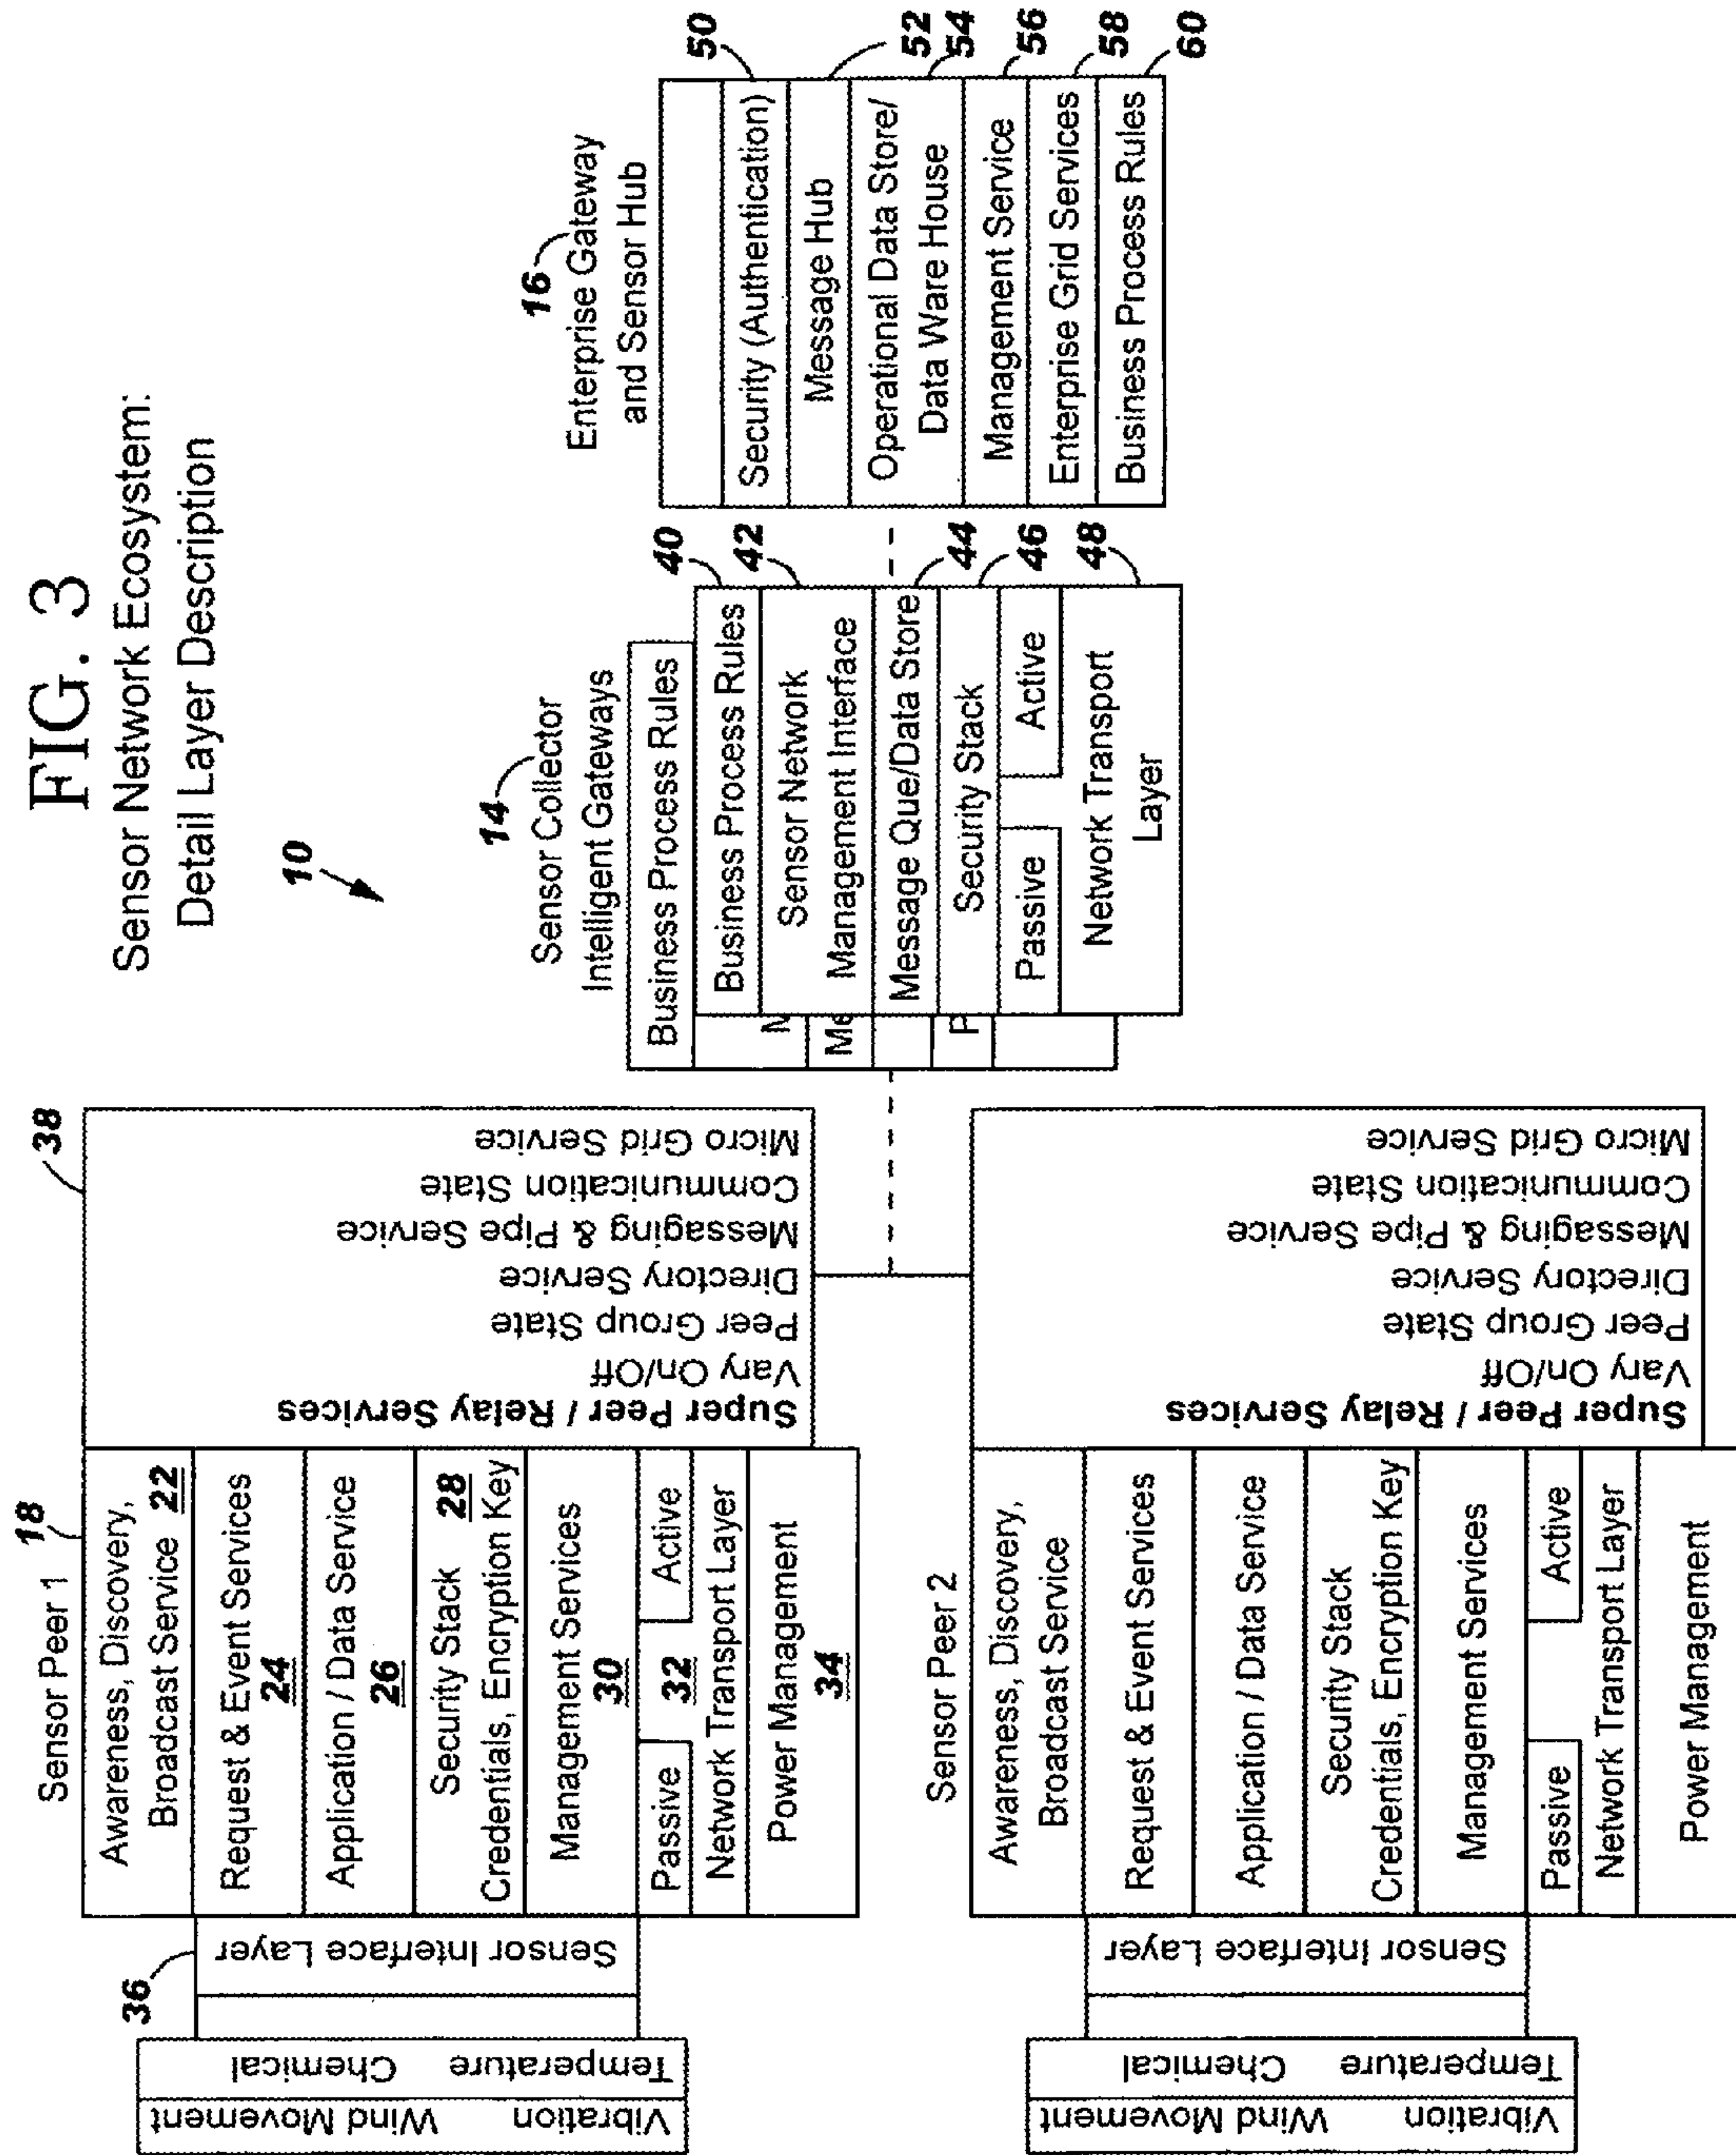 FIG. 3
Sensor Network Ecosystem:
Detail Layer Description
10
Sensor Peer 1
18
Awareness, Discovery,
Broadcast Service 22
Request & Event Services
24
Application / Data Service
26
Security Stack 28
Credentials, Encryption Key
Management Services
30
Passive 32 Active
Network Transport Layer
Power Management
34
36
Sensor Interface Layer
Temperature Chemical
Vibration Wind Movement
38
Super Peer / Relay Services
Vary On/Off
Peer Group State
Directory Service
Messaging & Pipe Service
Communication State
Micro Grid Service
Sensor Peer 2
Awareness, Discovery,
Broadcast Service
Request & Event Services
Application / Data Service
Security Stack
Credentials, Encryption Key
Management Services
Passive Active
Network Transport Layer
Power Management
Sensor Interface Layer
Temperature Chemical
Vibration Wind Movement
Super Peer / Relay Services
Vary On/Off
Peer Group State
Directory Service
Messaging & Pipe Service
Communication State
Micro Grid Service
14
Sensor Collector
Intelligent Gateways
Business Process Rules
Business Process Rules 40
Sensor Network 42
Management Interface
Message Que/Data Store 44
Security Stack 46
Passive Active
Network Transport 48
Layer
M
Me
P
16
Enterprise Gateway
and Sensor Hub
Security (Authentication) 50
Message Hub 52
Operational Data Store/ 54
Data Ware House
Management Service 56
Enterprise Grid Services 58
Business Process Rules 60